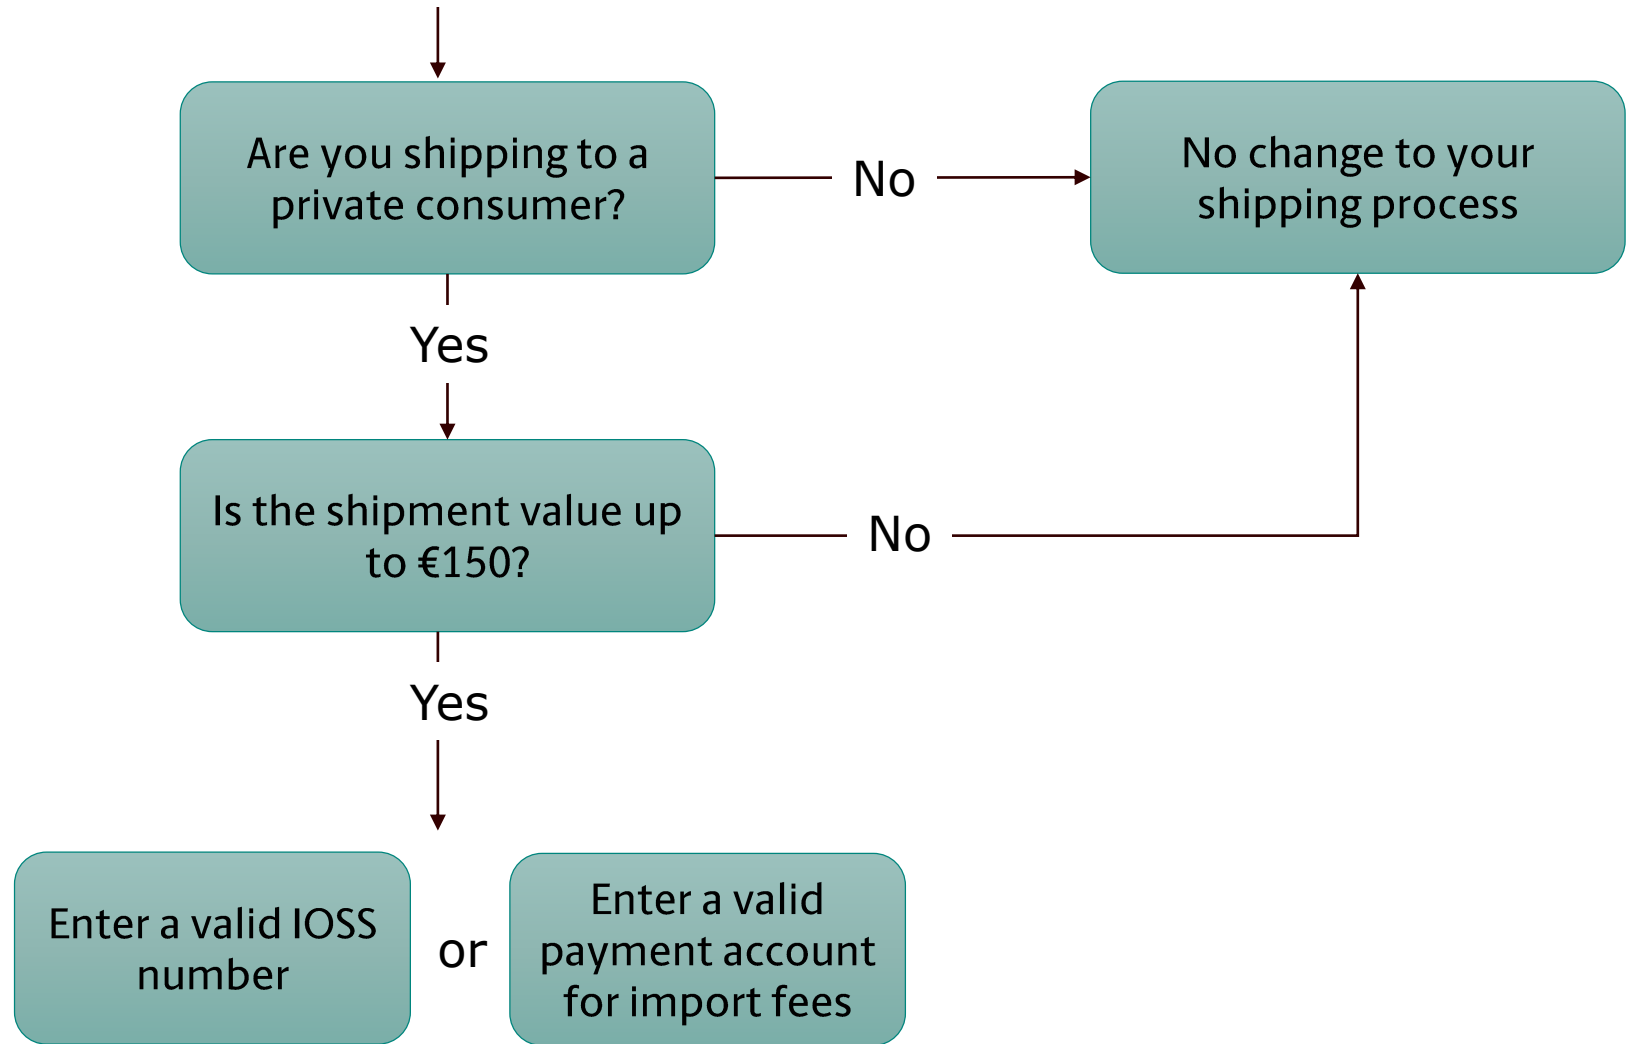 Are you shipping to a
private consumer?
No
No change to your
shipping process
Yes
Is the shipment value up
to €150?
No
Yes
Enter a valid IOSS
number
or
Enter a valid
payment account
for import fees